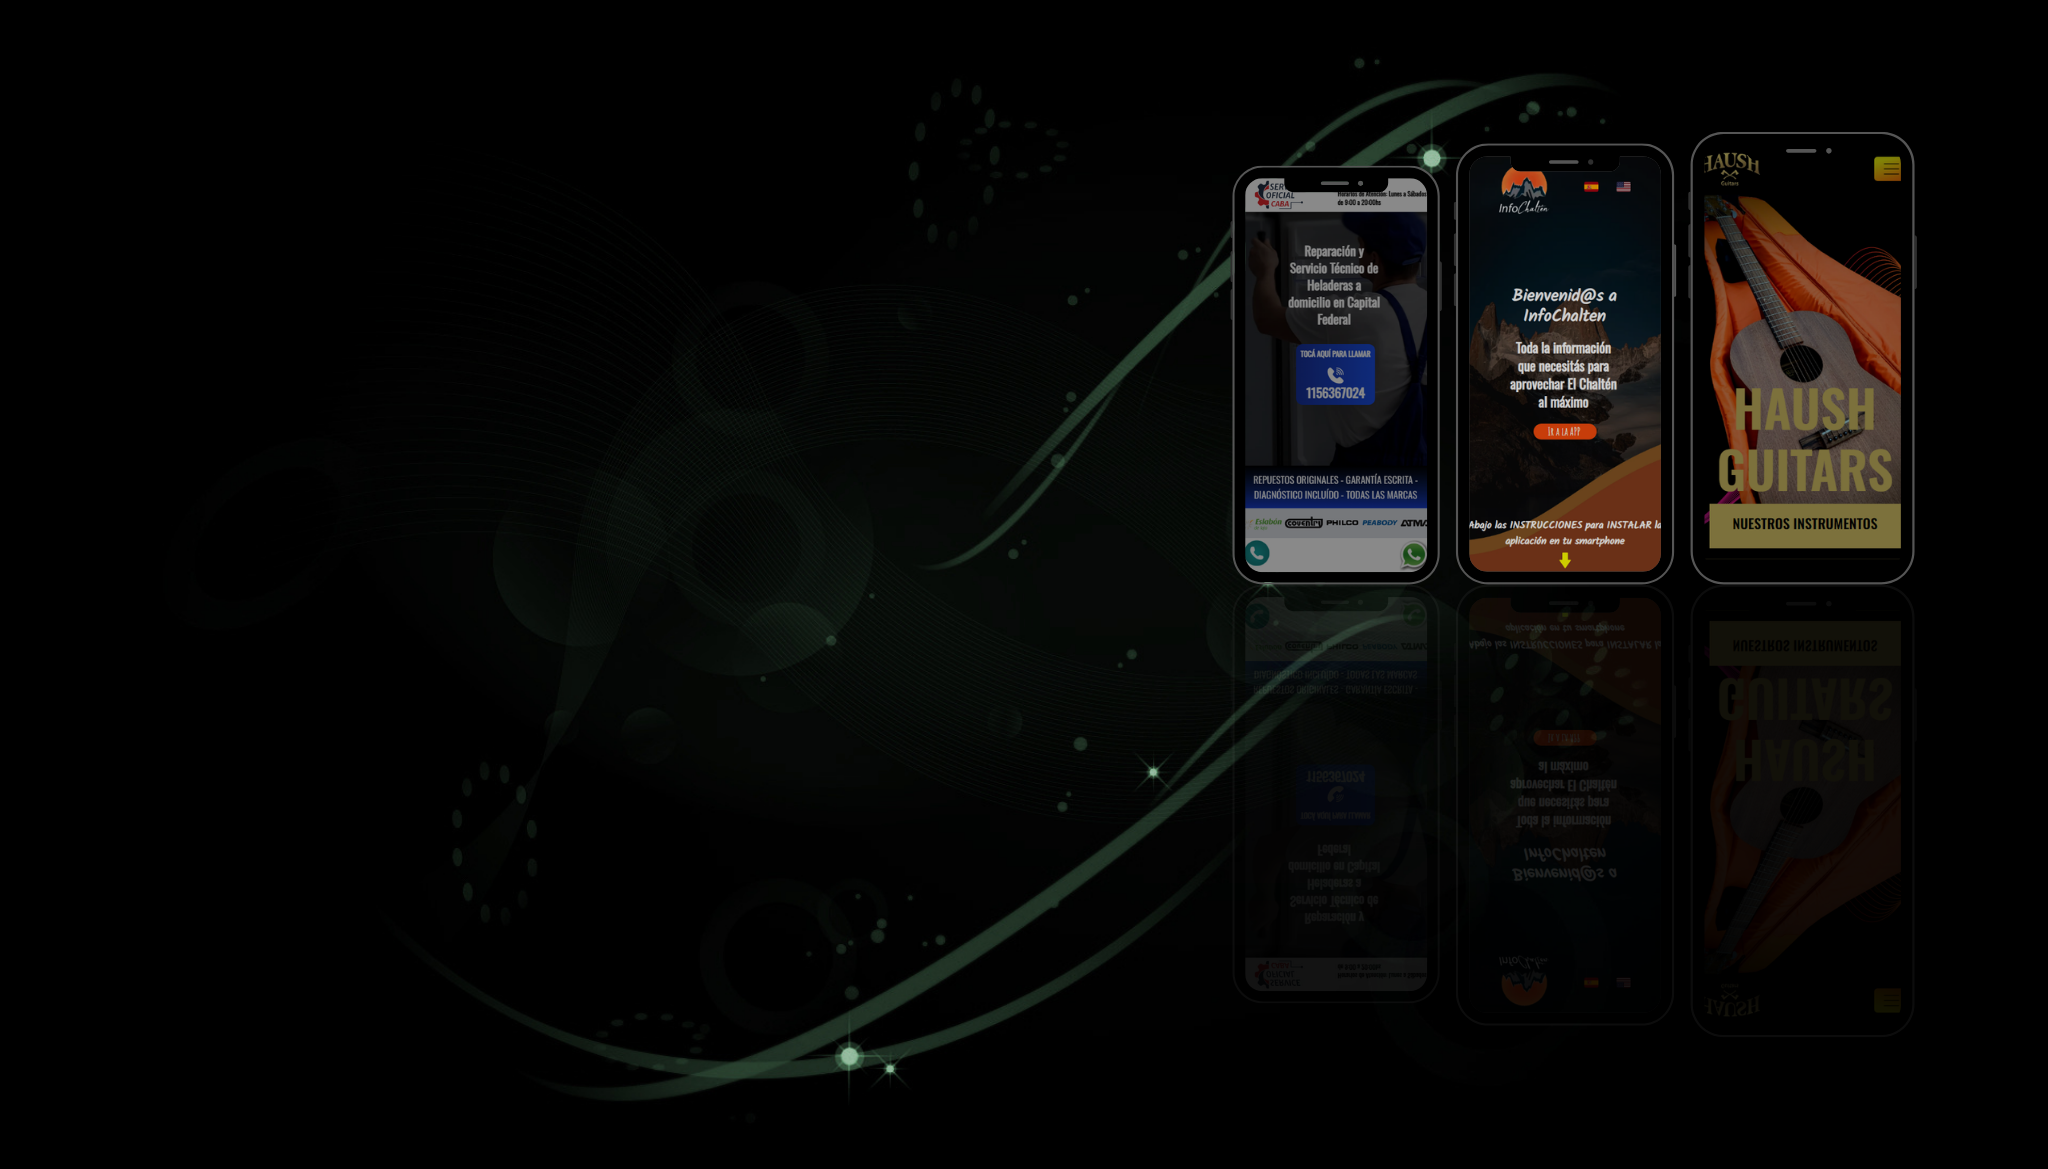 SER
OFICIAL
CABA
Horarios de Atención: Lunes a Sábados
de 9:00 a 20:00hs
Reparación y
Servicio Técnico de
Heladeras a
domicilio en Capital
Federal
TOCÁ AQUÍ PARA LLAMAR
1156367024
REPUESTOS ORIGINALES - GARANTÍA ESCRITA -
DIAGNÓSTICO INCLUÍDO - TODAS LAS MARCAS
Eslabón coventry PHILCO PEABODY ATMA
InfoChaltén
Bienvenid@s a
InfoChalten
Toda la información
que necesitás para
aprovechar El Chaltén
al máximo
Ir a la APP
Abajo las INSTRUCCIONES para INSTALAR la
aplicación en tu smartphone
HAUSH
Guitars
HAUSH
GUITARS
NUESTROS INSTRUMENTOS